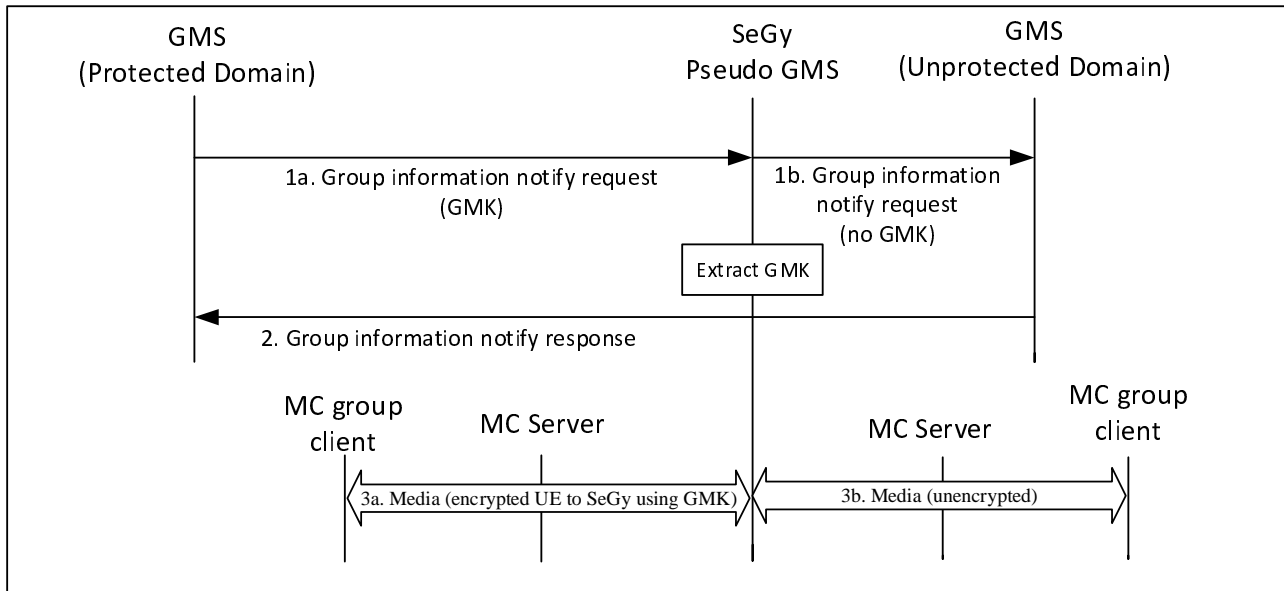 GMS
(Protected Domain)
SeGy
Pseudo GMS
GMS
(Unprotected Domain)
1a. Group information notify request
(GMK)
1b. Group information
notify request
(no GMK)
Extract GMK
2. Group information notify response
MC group
client
MC Server
MC Server
MC group
client
3a. Media (encrypted UE to SeGy using GMK)
3b. Media (unencrypted)